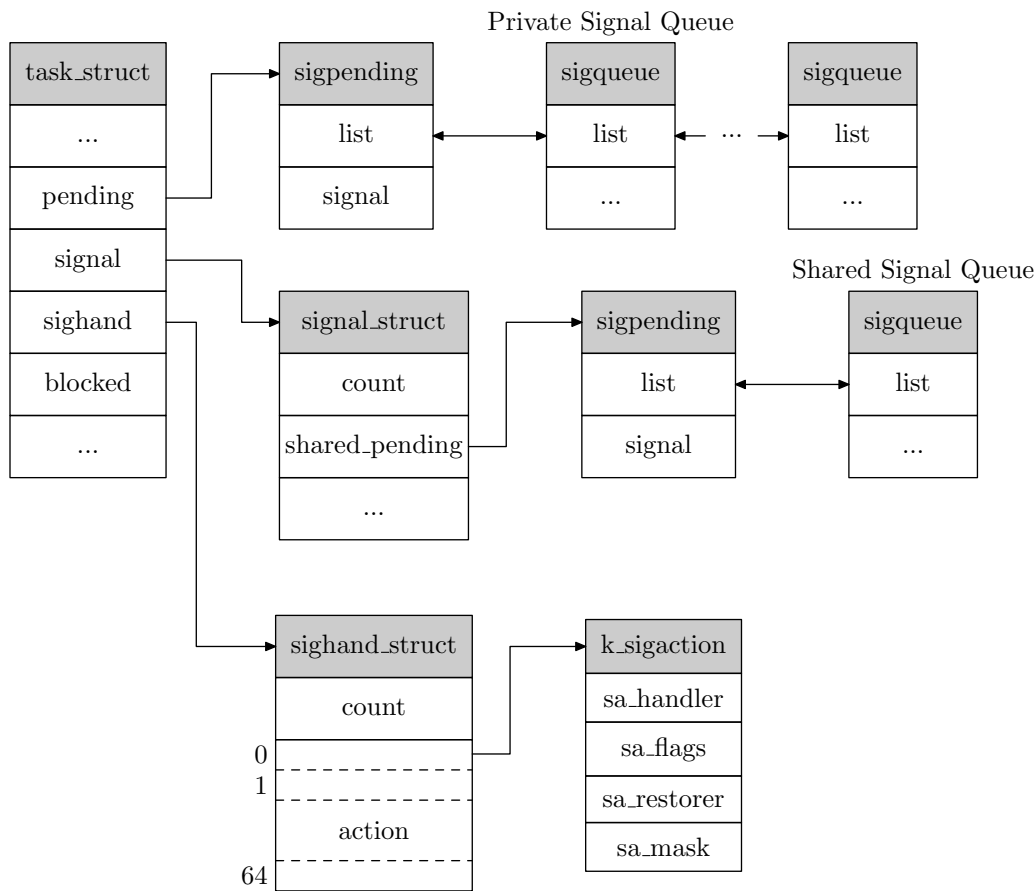 Private Signal Queue
task_struct
...
pending
signal
sighand
blocked
...
sigpending
list
signal
sigqueue
list
...
...
sigqueue
list
...
Shared Signal Queue
signal_struct
count
shared_pending
...
sigpending
list
signal
sigqueue
list
...
sighand_struct
count
0
1
action
64
k_sigaction
sa_handler
sa_flags
sa_restorer
sa_mask